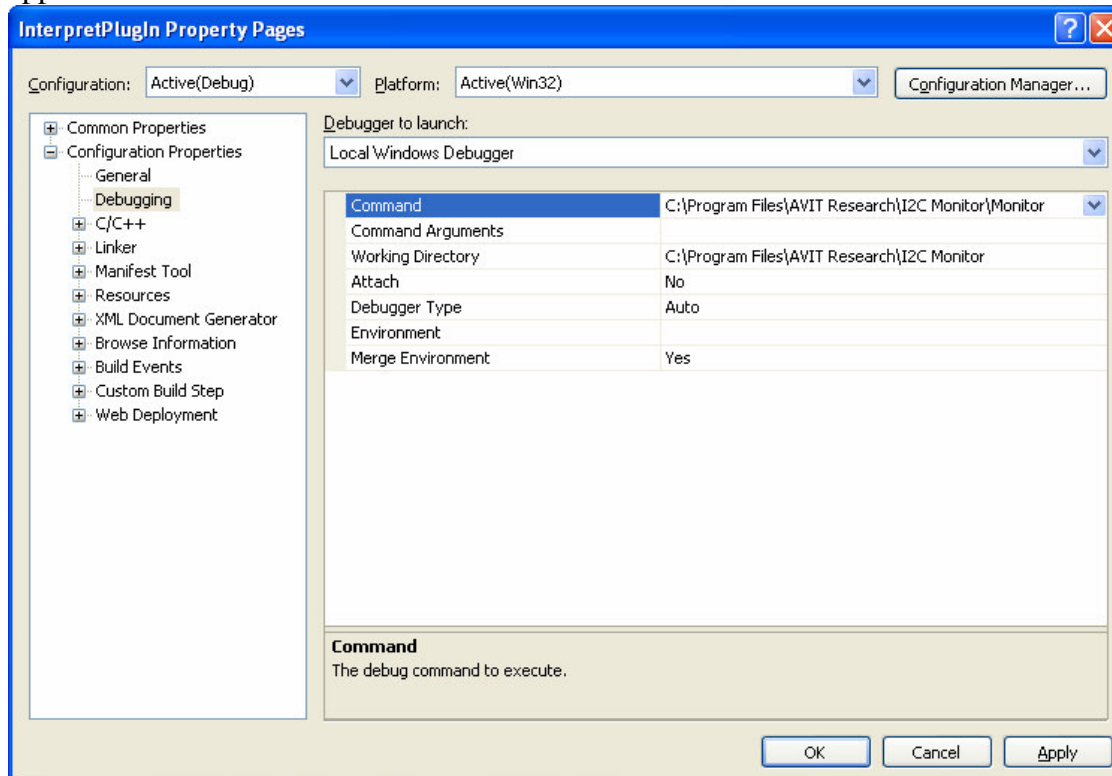 InterpretPlugIn Property Pages
Configuration: Active(Debug) Platform: Active(Win32) Configuration Manager...
Common Properties
Configuration Properties
General
Debugging
C/C++
Linker
Manifest Tool
Resources
XML Document Generator
Browse Information
Build Events
Custom Build Step
Web Deployment
Debugger to launch:
Local Windows Debugger
Command C:\Program Files\AVIT Research\I2C Monitor\Monitor
Command Arguments
Working Directory C:\Program Files\AVIT Research\I2C Monitor
Attach No
Debugger Type Auto
Environment
Merge Environment Yes
Command
The debug command to execute.
OK Cancel Apply